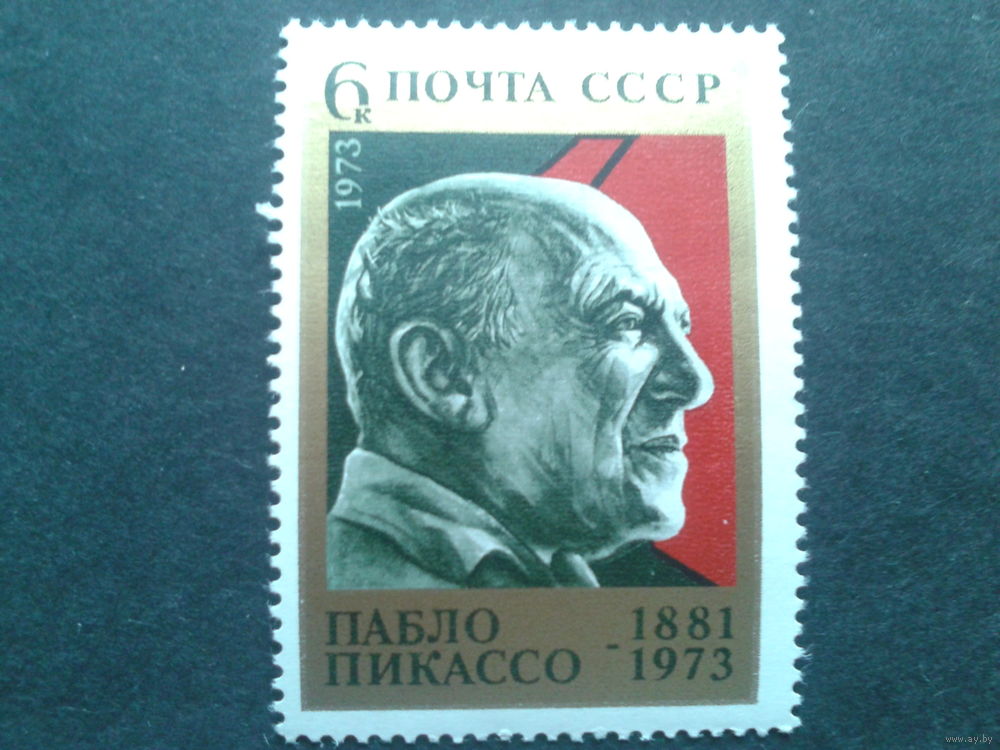 6к ПОЧТА СССР
1973
ПАБЛО
ПИКАССО
1881
- 1973
www.ay.by